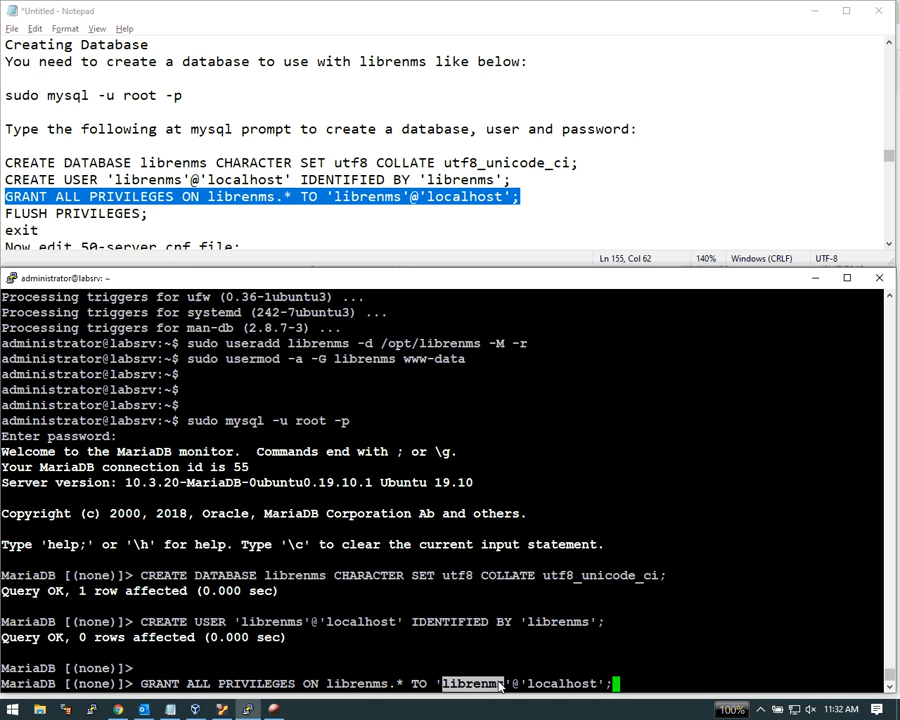 *Untitled - Notepad
File Edit Format View Help
Creating Database
You need to create a database to use with librenms like below:
sudo mysql -u root -p
Type the following at mysql prompt to create a database, user and password:
CREATE DATABASE librenms CHARACTER SET utf8 COLLATE utf8_unicode_ci;
CREATE USER 'librenms'@'localhost' IDENTIFIED BY 'librenms';
GRANT ALL PRIVILEGES ON librenms.* TO 'librenms'@'localhost';
FLUSH PRIVILEGES;
exit
Now edit 50-server.cnf file:
Ln 155, Col 62 140% Windows (CRLF) UTF-8
administrator@labsrv: ~
Processing triggers for ufw (0.36-1ubuntu3) ...
Processing triggers for systemd (242-7ubuntu3) ...
Processing triggers for man-db (2.8.7-3) ...
administrator@labsrv:~$ sudo useradd librenms -d /opt/librenms -M -r
administrator@labsrv:~$ sudo usermod -a -G librenms www-data
administrator@labsrv:~$
administrator@labsrv:~$
administrator@labsrv:~$
administrator@labsrv:~$ sudo mysql -u root -p
Enter password:
Welcome to the MariaDB monitor.  Commands end with ; or \g.
Your MariaDB connection id is 55
Server version: 10.3.20-MariaDB-0ubuntu0.19.10.1 Ubuntu 19.10
Copyright (c) 2000, 2018, Oracle, MariaDB Corporation Ab and others.
Type 'help;' or '\h' for help. Type '\c' to clear the current input statement.
MariaDB [(none)]> CREATE DATABASE librenms CHARACTER SET utf8 COLLATE utf8_unicode_ci;
Query OK, 1 row affected (0.000 sec)
MariaDB [(none)]> CREATE USER 'librenms'@'localhost' IDENTIFIED BY 'librenms';
Query OK, 0 rows affected (0.000 sec)
MariaDB [(none)]>
MariaDB [(none)]> GRANT ALL PRIVILEGES ON librenms.* TO 'librenms'@'localhost';
100% 11:32 AM